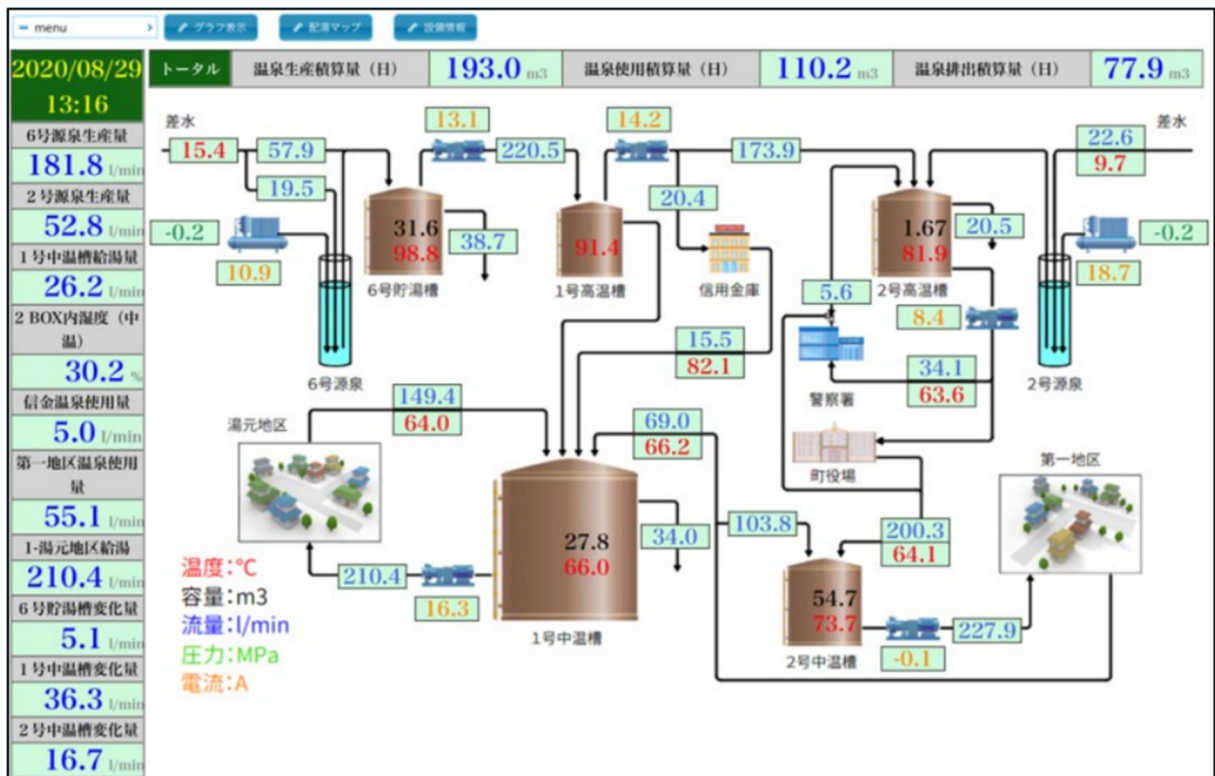 menu
グラフ表示
配湯マップ
設備情報
2020/08/29
13:16
トータル
温泉生産積算量（日）
193.0 m3
温泉使用積算量（日）
110.2 m3
温泉排出積算量（日）
77.9 m3
6号源泉生産量
181.8 l/min
2号源泉生産量
52.8 l/min
1号中温槽給湯量
26.2 l/min
2 BOX内湿度（中
温）
30.2 %
信金温泉使用量
5.0 l/min
第一地区温泉使用
量
55.1 l/min
1-湯元地区給湯
210.4 l/min
6号貯湯槽変化量
5.1 l/min
1号中温槽変化量
36.3 l/min
2号中温槽変化量
16.7 l/min
差水
15.4
57.9
19.5
-0.2
10.9
6号源泉
13.1
220.5
31.6
98.8
6号貯湯槽
38.7
14.2
91.4
1号高温槽
173.9
20.4
信用金庫
15.5
82.1
差水
22.6
9.7
1.67
81.9
2号高温槽
20.5
-0.2
18.7
2号源泉
5.6
8.4
警察署
34.1
63.6
町役場
149.4
64.0
湯元地区
69.0
66.2
第一地区
27.8
66.0
1号中温槽
34.0
210.4
16.3
103.8
200.3
64.1
54.7
73.7
2号中温槽
227.9
-0.1
温度:℃
容量:m3
流量:l/min
圧力:MPa
電流:A